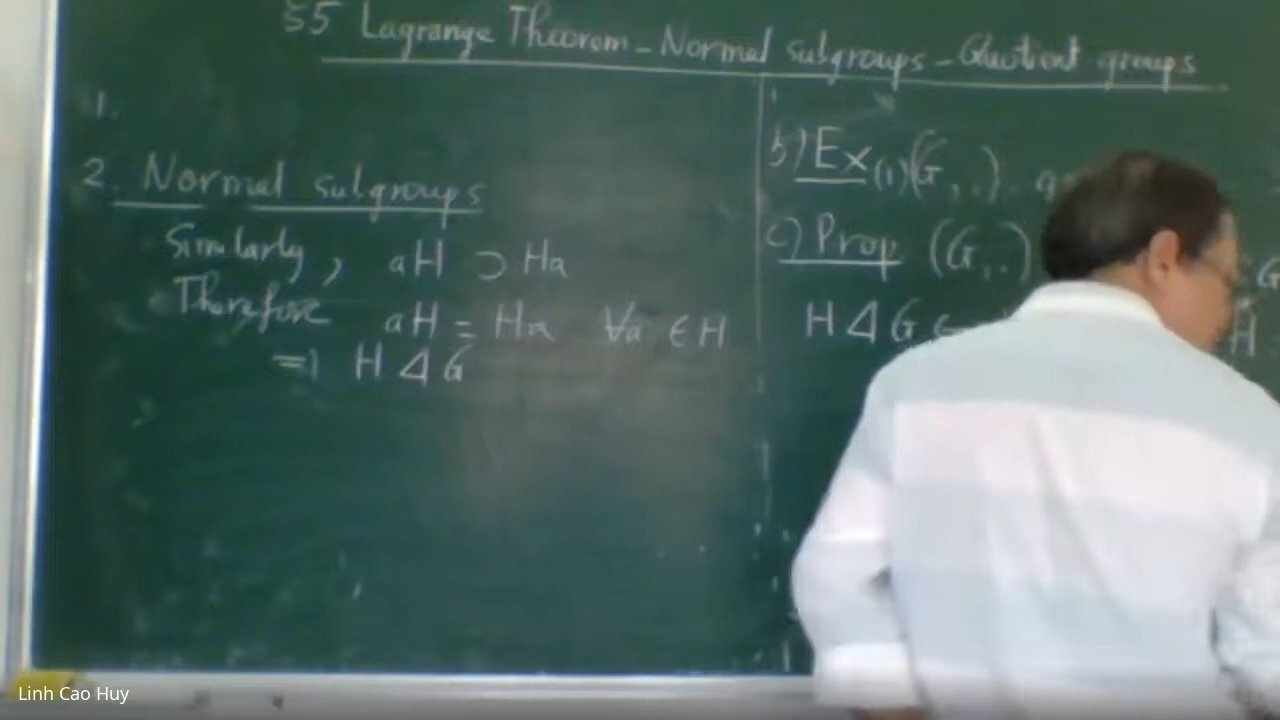 §5 Lagrange Theorem - Normal subgroups - Quotient groups
1.
2. Normal subgroups
Similarly, aH ⊃ Ha
Therefore aH = Ha ∀a ∈ H
=> H ⊲ G
b) Ex (1) (G, .).
c) Prop (G, .)
H ⊲ G
Linh Cao Huy